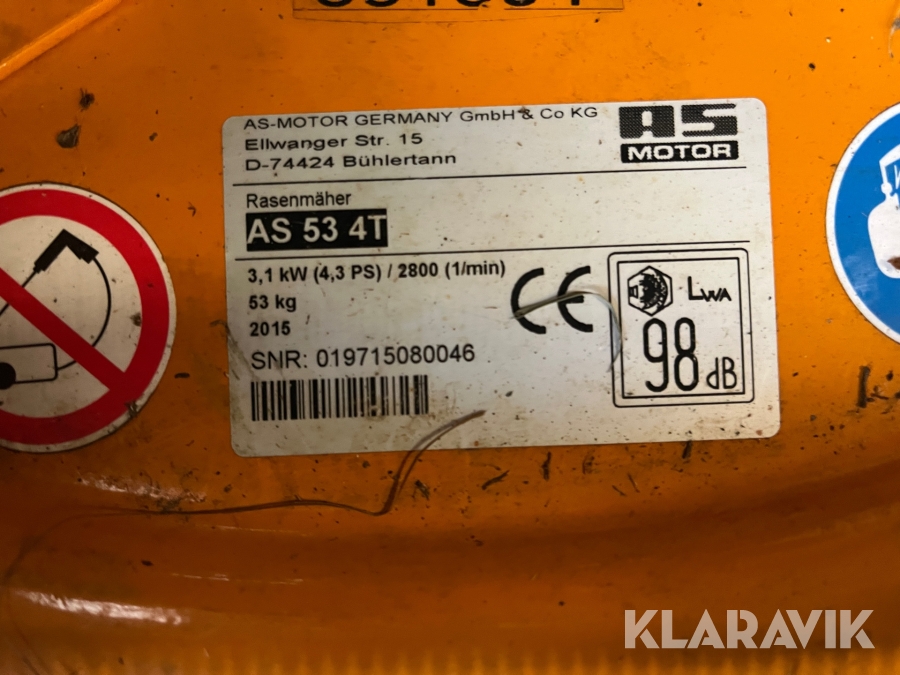 AS-MOTOR GERMANY GmbH & Co KG
Ellwanger Str. 15
D-74424 Bühlertann
AS
MOTOR
Rasenmäher
AS 53 4T
3,1 kW (4,3 PS) / 2800 (1/min)
53 kg
2015
SNR: 019715080046
CE
LWA
98 dB
KLARAVIK